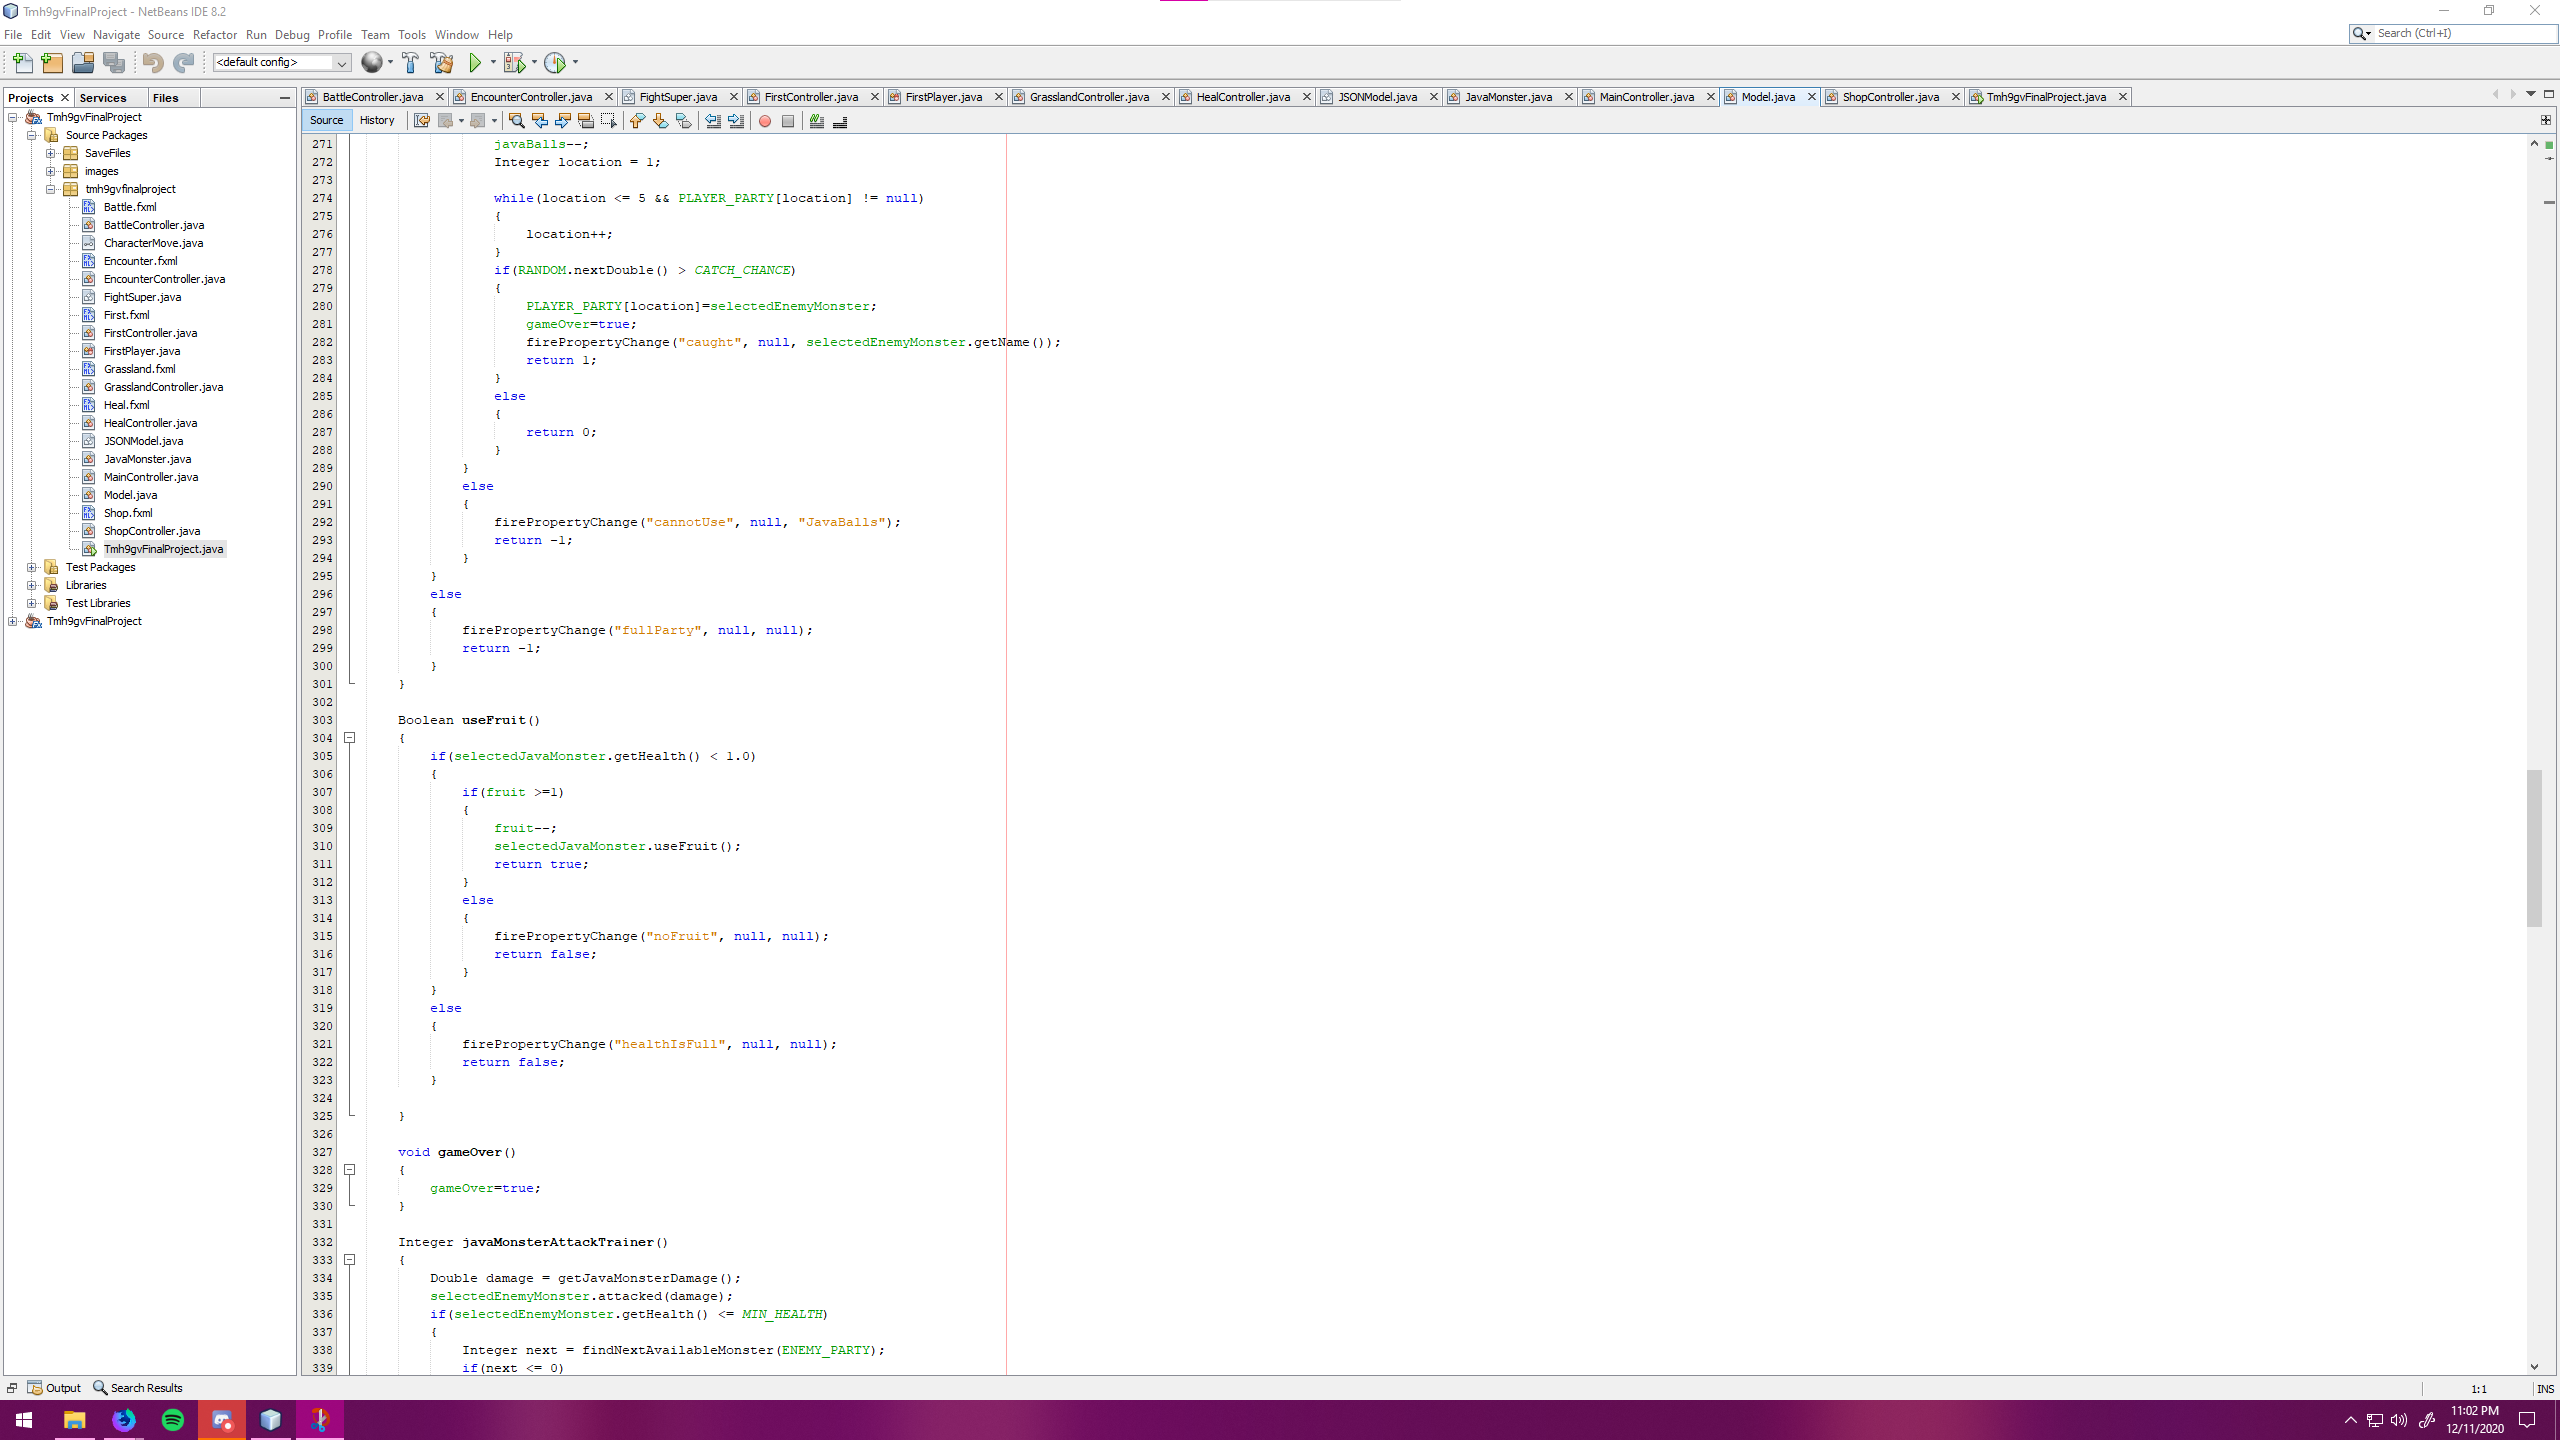 Tmh9gvFinalProject - NetBeans IDE 8.2
File Edit View Navigate Source Refactor Run Debug Profile Team Tools Window Help
Search (Ctrl+I)
<default config>
Projects Services Files
BattleController.java EncounterController.java FightSuper.java FirstController.java FirstPlayer.java GrasslandController.java HealController.java JSONModel.java JavaMonster.java MainController.java Model.java ShopController.java Tmh9gvFinalProject.java
Source History
Tmh9gvFinalProject
Source Packages
SaveFiles
images
tmh9gvfinalproject
Battle.fxml
BattleController.java
CharacterMove.java
Encounter.fxml
EncounterController.java
FightSuper.java
First.fxml
FirstController.java
FirstPlayer.java
Grassland.fxml
GrasslandController.java
Heal.fxml
HealController.java
JSONModel.java
JavaMonster.java
MainController.java
Model.java
Shop.fxml
ShopController.java
Tmh9gvFinalProject.java
Test Packages
Libraries
Test Libraries
Tmh9gvFinalProject
271 javaBalls--;
272 Integer location = 1;
273
274 while(location <= 5 && PLAYER_PARTY[location] != null)
275 {
276 location++;
277 }
278 if(RANDOM.nextDouble() > CATCH_CHANCE)
279 {
280 PLAYER_PARTY[location]=selectedEnemyMonster;
281 gameOver=true;
282 firePropertyChange("caught", null, selectedEnemyMonster.getName());
283 return 1;
284 }
285 else
286 {
287 return 0;
288 }
289 }
290 else
291 {
292 firePropertyChange("cannotUse", null, "JavaBalls");
293 return -1;
294 }
295 }
296 else
297 {
298 firePropertyChange("fullParty", null, null);
299 return -1;
300 }
301 }
302
303 Boolean useFruit()
304 {
305 if(selectedJavaMonster.getHealth() < 1.0)
306 {
307 if(fruit >=1)
308 {
309 fruit--;
310 selectedJavaMonster.useFruit();
311 return true;
312 }
313 else
314 {
315 firePropertyChange("noFruit", null, null);
316 return false;
317 }
318 }
319 else
320 {
321 firePropertyChange("healthIsFull", null, null);
322 return false;
323 }
324
325 }
326
327 void gameOver()
328 {
329 gameOver=true;
330 }
331
332 Integer javaMonsterAttackTrainer()
333 {
334 Double damage = getJavaMonsterDamage();
335 selectedEnemyMonster.attacked(damage);
336 if(selectedEnemyMonster.getHealth() <= MIN_HEALTH)
337 {
338 Integer next = findNextAvailableMonster(ENEMY_PARTY);
339 if(next <= 0)
Output Search Results
1:1 INS
11:02 PM
12/11/2020